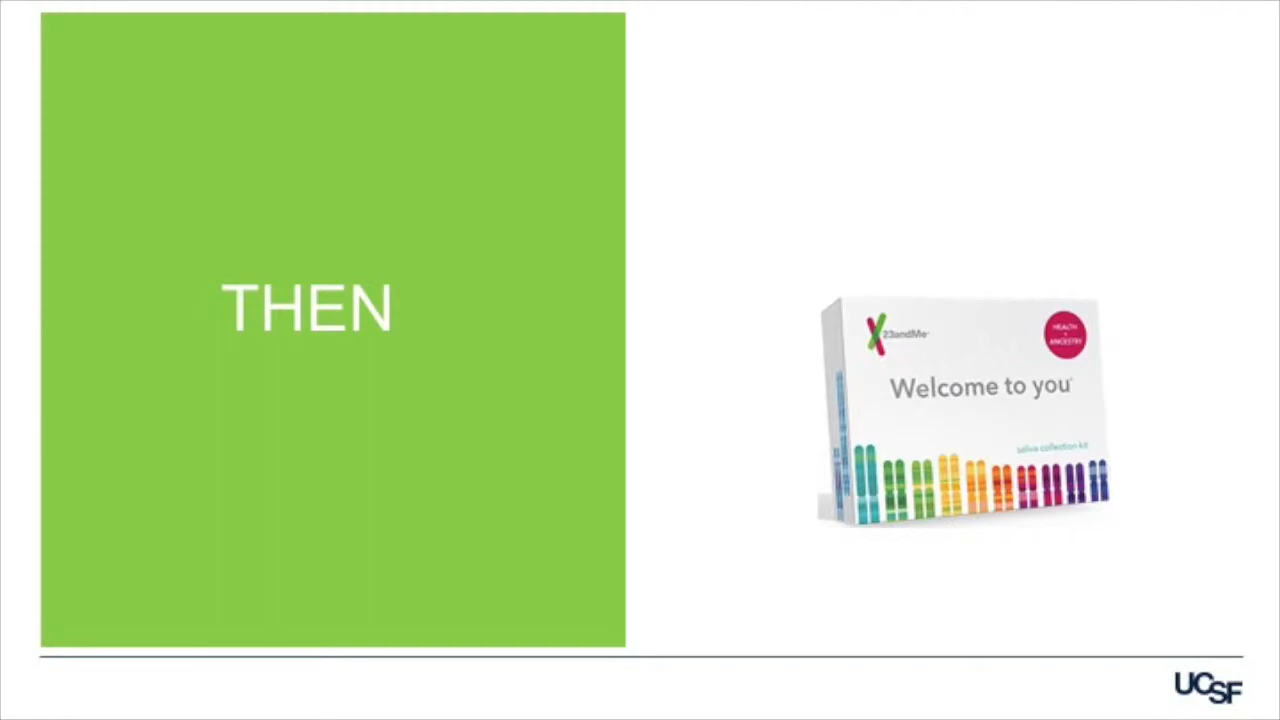 THEN
23andMe
HEALTH
+
ANCESTRY
Welcome to you
saliva collection kit
UCSF